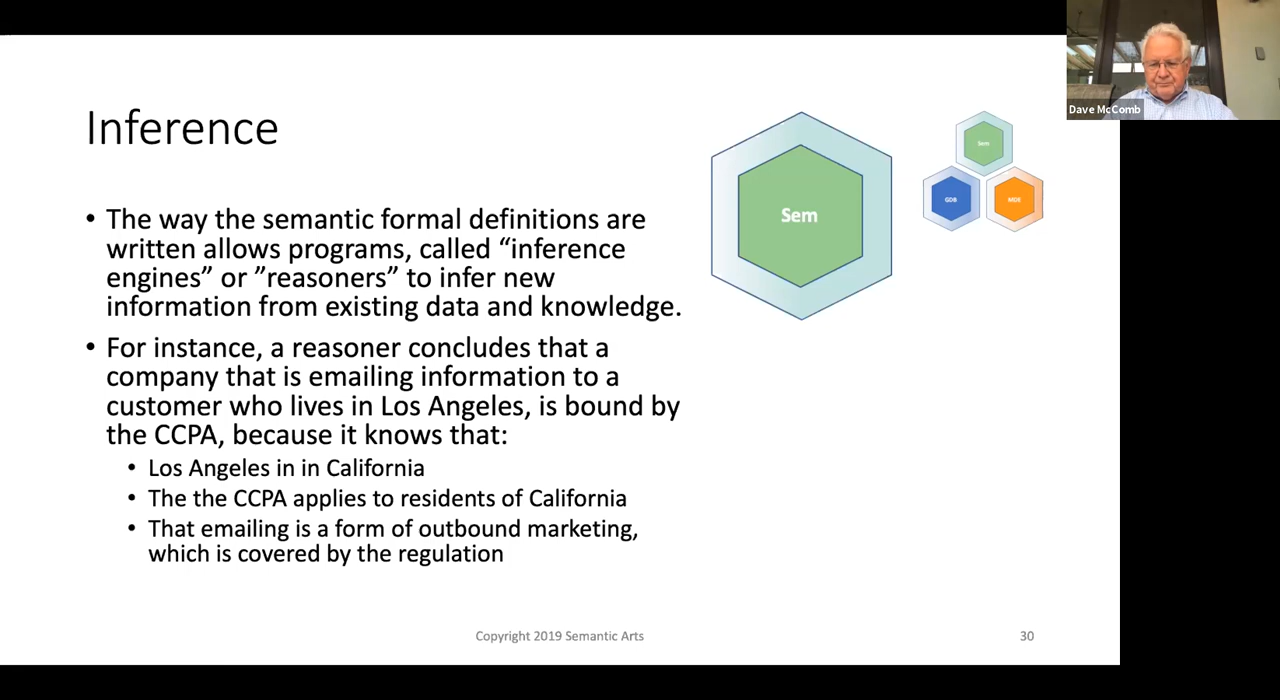 Inference
• The way the semantic formal definitions are
written allows programs, called “inference
engines” or ”reasoners” to infer new
information from existing data and knowledge.
• For instance, a reasoner concludes that a
company that is emailing information to a
customer who lives in Los Angeles, is bound by
the CCPA, because it knows that:
• Los Angeles in in California
• The the CCPA applies to residents of California
• That emailing is a form of outbound marketing,
which is covered by the regulation
Sem
Sem
GDB
MDE
Dave McComb
Copyright 2019 Semantic Arts
30